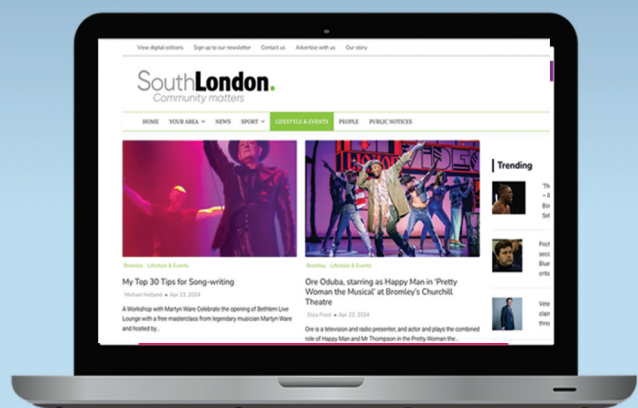 View digital editions Sign up to our newsletter Contact us Advertise with us Our story
SouthLondon.
Community matters
HOME YOUR AREA NEWS SPORT LIFESTYLE & EVENTS PEOPLE PUBLIC NOTICES
Trending
Bromley Lifestyle & Events
My Top 30 Tips for Song-writing
Michael Holland • Apr 23, 2024
A Workshop with Martyn Ware Celebrate the opening of Bethlem Live
Lounge with a free masterclass from legendary musician Martyn Ware
and hosted by..
Bromley Lifestyle & Events
Ore Oduba, starring as Happy Man in 'Pretty
Woman the Musical' at Bromley's Churchill
Theatre
Eliza Frost • Apr 22, 2024
Ore is a television and radio presenter, and actor and plays the combined
role of Happy Man and Mr Thompson in the Pretty Woman the...